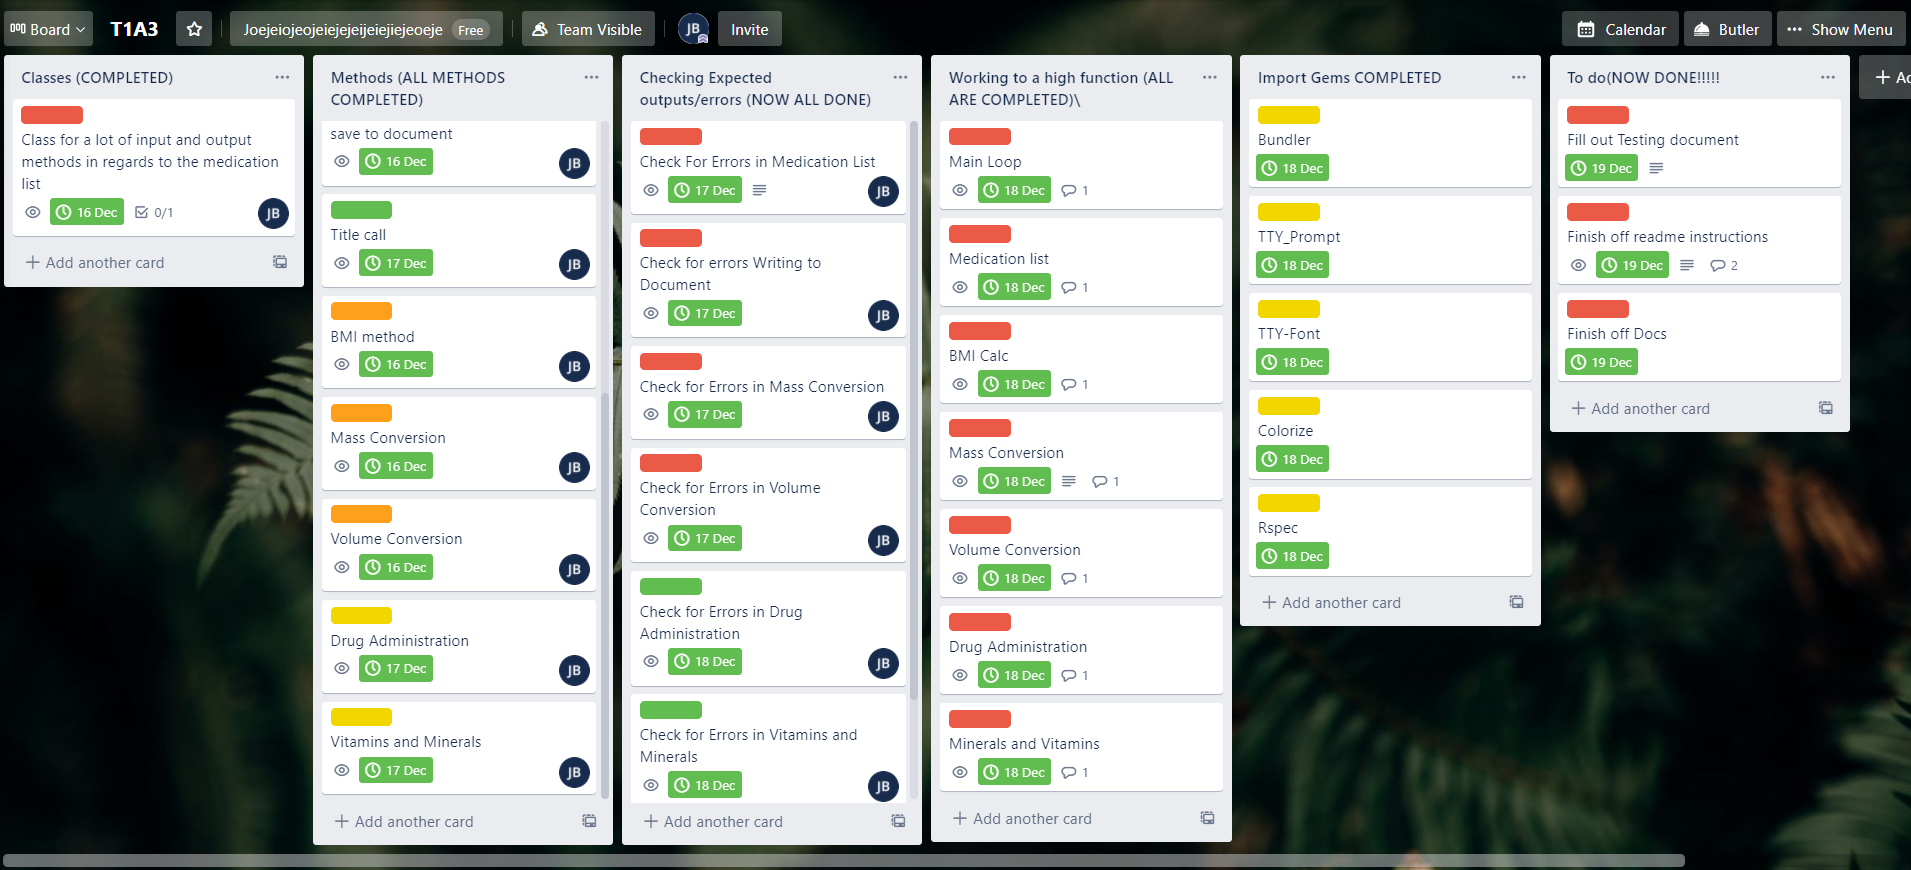 Board
T1A3
Joejeiojeojeiejejeijeiejiejeoeje Free
Team Visible
JB
Invite
Calendar
Butler
Show Menu
Classes (COMPLETED)
Class for a lot of input and output
methods in regards to the medication
list
16 Dec
0/1
JB
Add another card
Methods (ALL METHODS
COMPLETED)
save to document
16 Dec
JB
Title call
17 Dec
JB
BMI method
16 Dec
JB
Mass Conversion
16 Dec
JB
Volume Conversion
16 Dec
JB
Drug Administration
17 Dec
JB
Vitamins and Minerals
17 Dec
JB
Add another card
Checking Expected
outputs/errors (NOW ALL DONE)
Check For Errors in Medication List
17 Dec
JB
Check for errors Writing to
Document
17 Dec
JB
Check for Errors in Mass Conversion
17 Dec
JB
Check for Errors in Volume
Conversion
17 Dec
JB
Check for Errors in Drug
Administration
18 Dec
JB
Check for Errors in Vitamins and
Minerals
18 Dec
JB
Add another card
Working to a high function (ALL
ARE COMPLETED)\
Main Loop
18 Dec
1
Medication list
18 Dec
1
BMI Calc
18 Dec
1
Mass Conversion
18 Dec
1
Volume Conversion
18 Dec
1
Drug Administration
18 Dec
1
Minerals and Vitamins
18 Dec
1
Add another card
Import Gems COMPLETED
Bundler
18 Dec
TTY_Prompt
18 Dec
TTY-Font
18 Dec
Colorize
18 Dec
Rspec
18 Dec
Add another card
To do(NOW DONE!!!!!
Fill out Testing document
19 Dec
Finish off readme instructions
19 Dec
2
Finish off Docs
19 Dec
Add another card